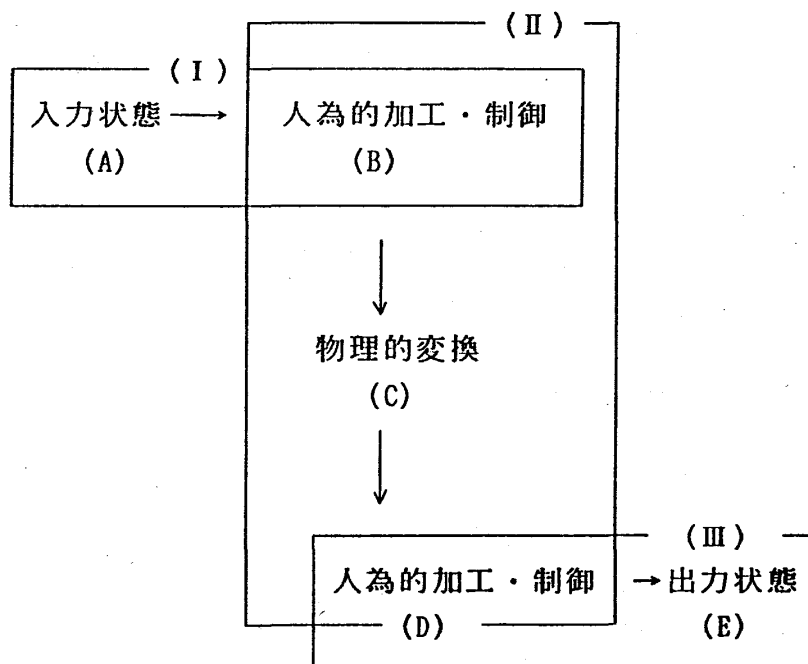 (Ⅱ)
(Ⅰ)
入力状態 → 人為的加工・制御
(A) (B)
物理的変換
(C)
(Ⅲ)
人為的加工・制御 → 出力状態
(D) (E)